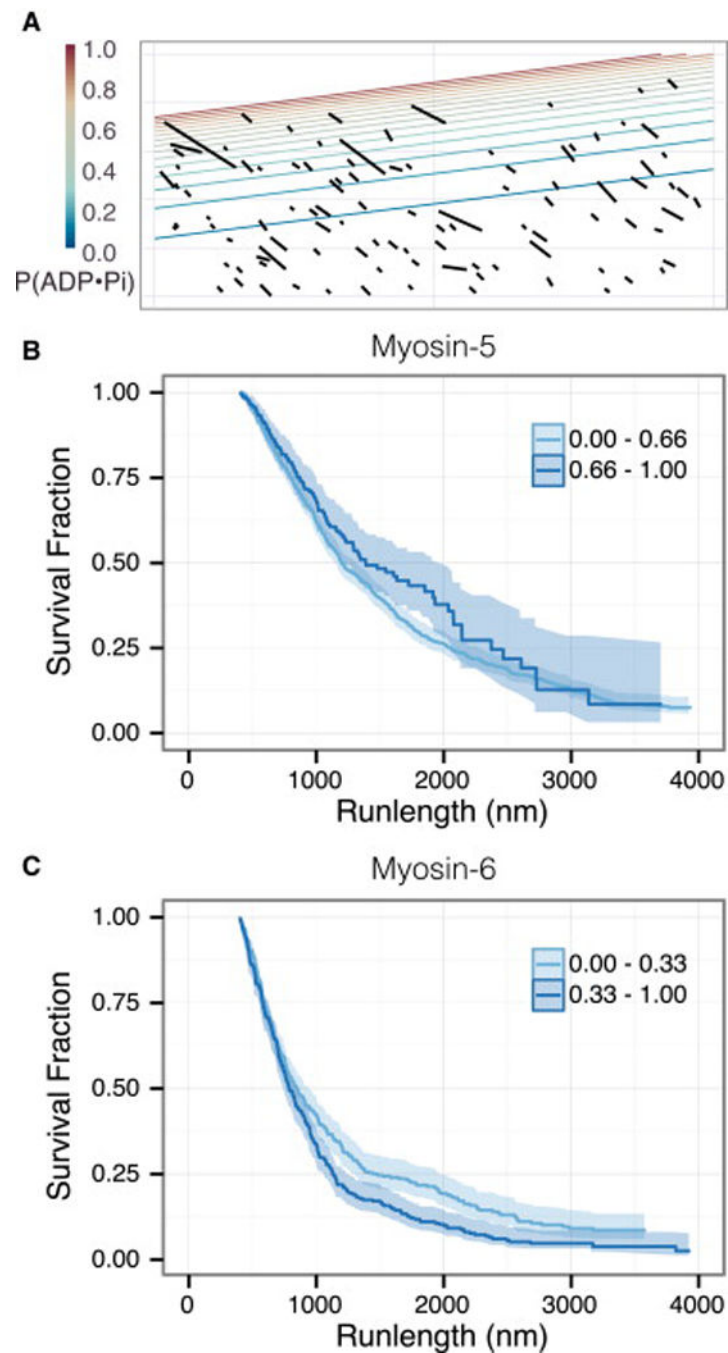 A
1.0
0.8
0.6
0.4
0.2
0.0
P(ADP•Pi)
B
Myosin-5
1.00
0.75
0.50
0.25
0.00
Survival Fraction
0.00 - 0.66
0.66 - 1.00
0 1000 2000 3000 4000
Runlength (nm)
C
Myosin-6
1.00
0.75
0.50
0.25
0.00
Survival Fraction
0.00 - 0.33
0.33 - 1.00
0 1000 2000 3000 4000
Runlength (nm)